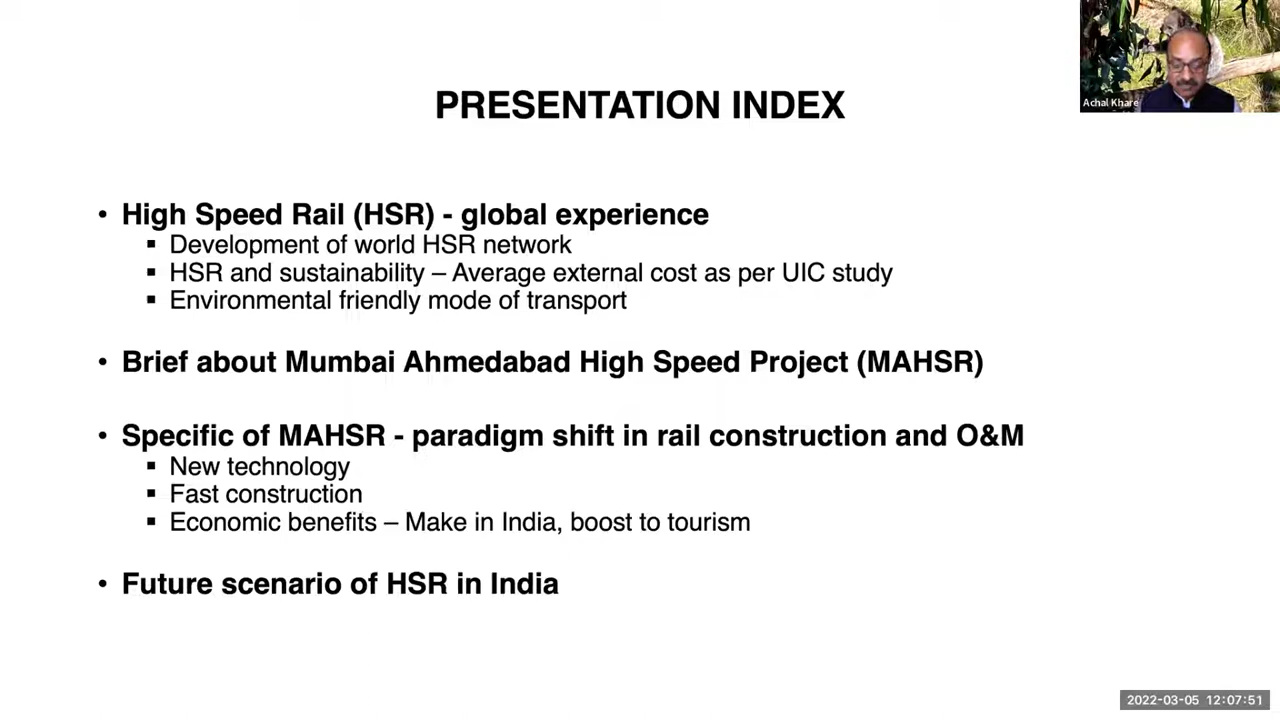 PRESENTATION INDEX
Achal Khare
• High Speed Rail (HSR) - global experience
▪ Development of world HSR network
▪ HSR and sustainability – Average external cost as per UIC study
▪ Environmental friendly mode of transport
• Brief about Mumbai Ahmedabad High Speed Project (MAHSR)
• Specific of MAHSR - paradigm shift in rail construction and O&M
▪ New technology
▪ Fast construction
▪ Economic benefits – Make in India, boost to tourism
• Future scenario of HSR in India
2022-03-05 12:07:51